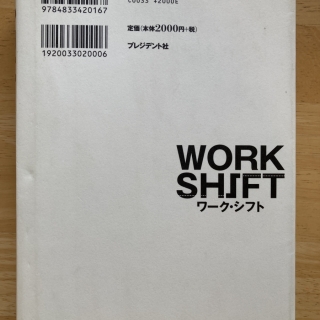 9784833420167
C0033 ¥2000E
定価(本体2000円+税)
プレジデント社
1920033020006
WORK
SHIFT
ワーク・シフト